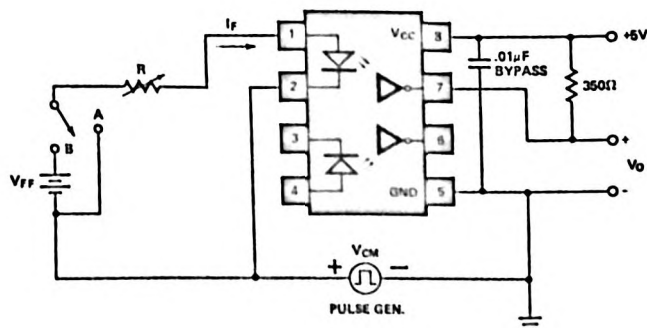 IF
1
VCC
8
+5V
.01μF
BYPASS
R
2
7
350Ω
A
B
3
6
+
VFF
VO
4
GND
5
-
VCM
+
-
PULSE GEN.